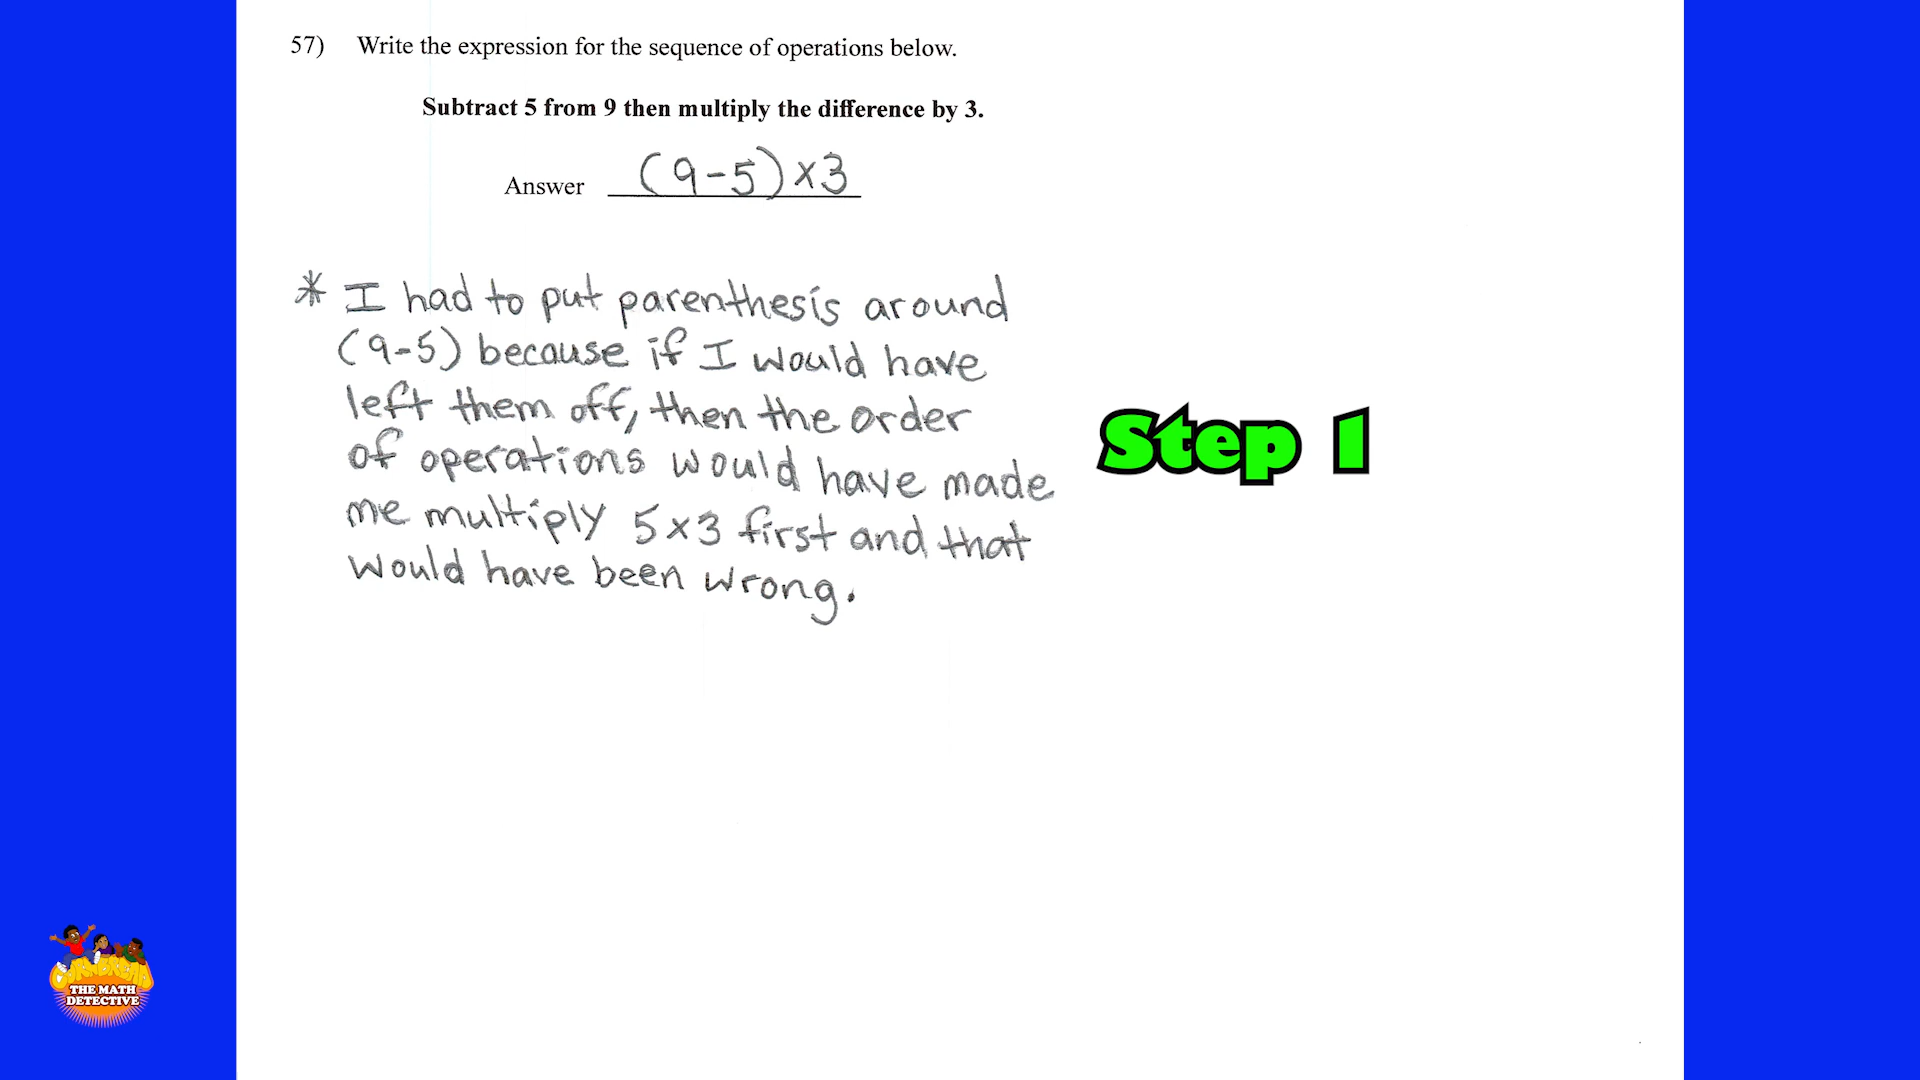 57) Write the expression for the sequence of operations below.
Subtract 5 from 9 then multiply the difference by 3.
Answer (9-5)×3
* I had to put parenthesis around
(9-5) because if I would have
left them off, then the order
of operations would have made
me multiply 5×3 first and that
would have been wrong.
Step 1
THE MATH
DETECTIVE